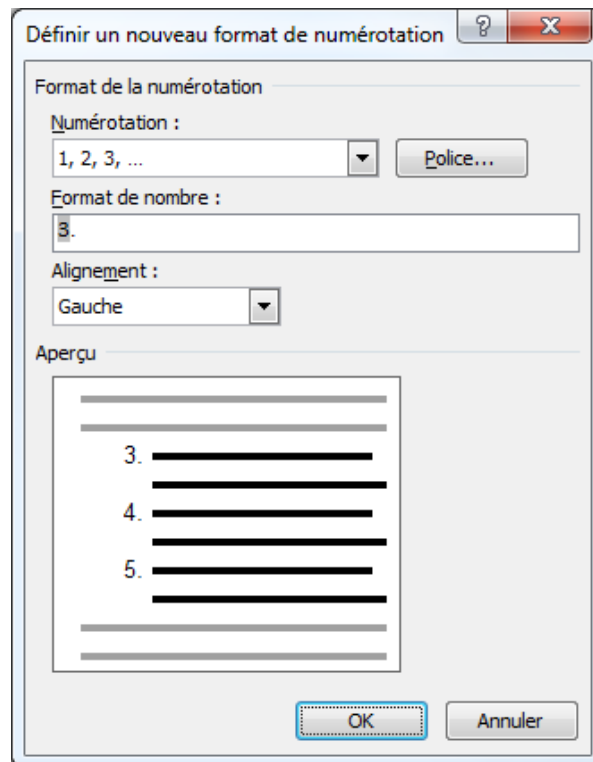 Définir un nouveau format de numérotation
Format de la numérotation
Numérotation :
1, 2, 3, ...
Police...
Format de nombre :
3.
Alignement :
Gauche
Aperçu
3.
4.
5.
OK
Annuler